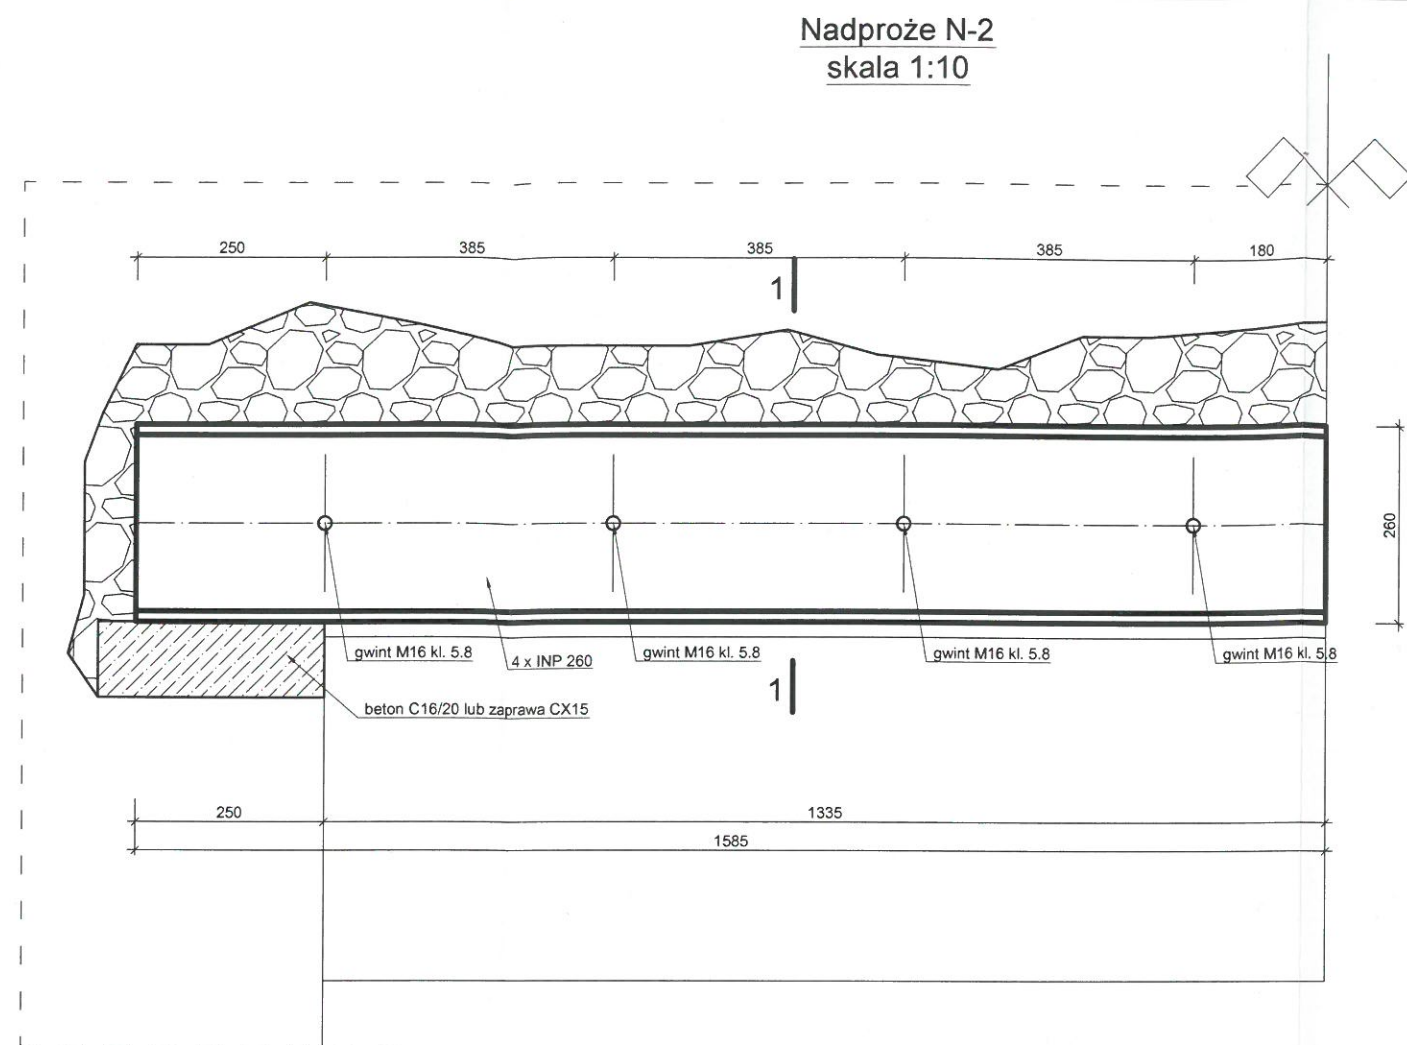 Nadproże N-2
skala 1:10
250 385 385 385 180
1
260
gwint M16 kl. 5.8 4 x INP 260 gwint M16 kl. 5.8 gwint M16 kl. 5.8 gwint M16 kl. 5.8
1
beton C16/20 lub zaprawa CX15
250 1335
1585